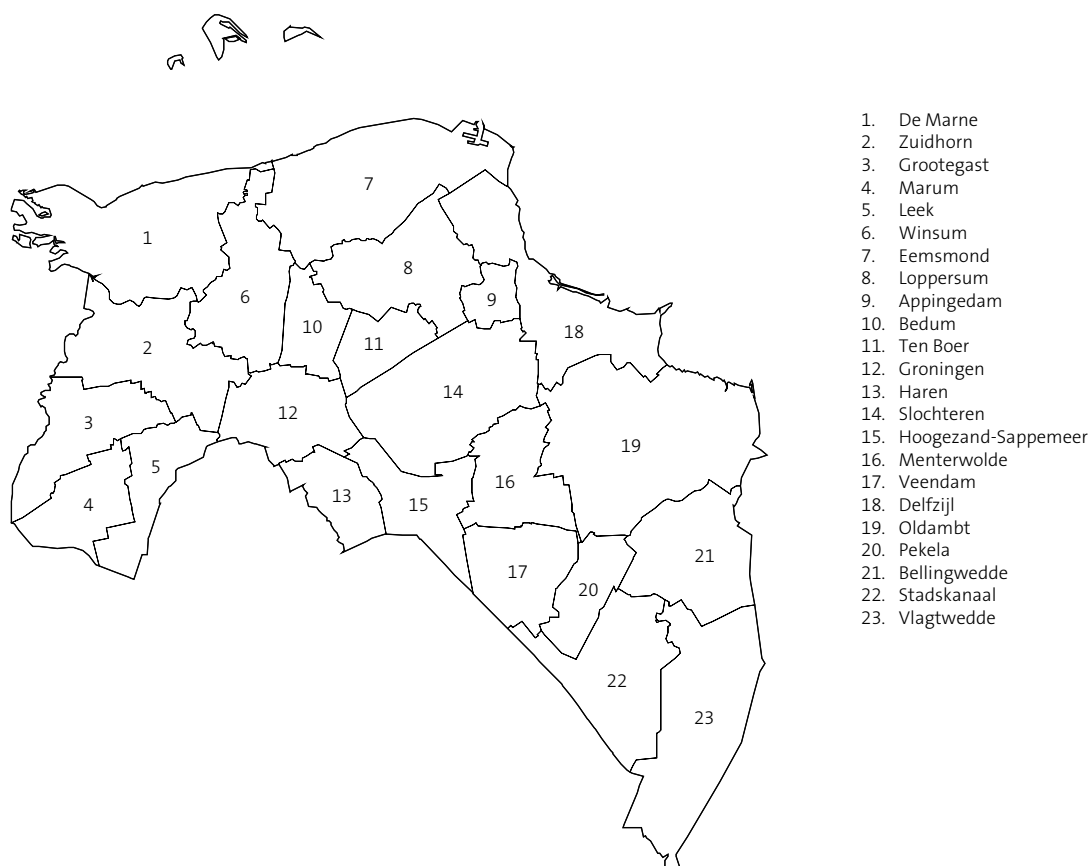 1. De Marne
2. Zuidhorn
3. Grootegast
4. Marum
5. Leek
6. Winsum
7. Eemsmond
8. Loppersum
9. Appingedam
10. Bedum
11. Ten Boer
12. Groningen
13. Haren
14. Slochteren
15. Hoogezand-Sappemeer
16. Menterwolde
17. Veendam
18. Delfzijl
19. Oldambt
20. Pekela
21. Bellingwedde
22. Stadskanaal
23. Vlagtwedde
7
1
8
6
9
10
18
11
2
14
12
3
19
5
16
13
15
4
21
17
20
22
23